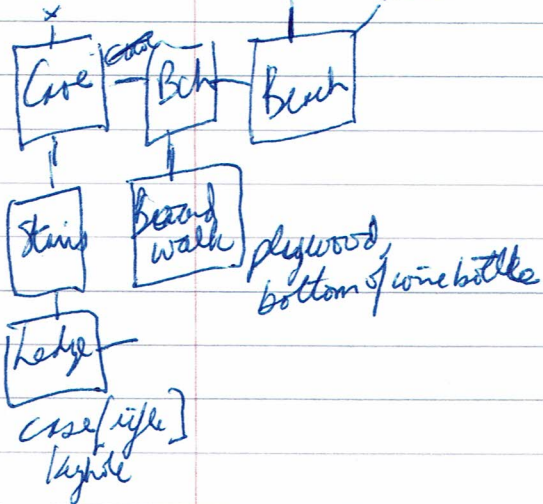 x
Cave Bch Beach
Stairs
Board
walk
plywood,
bottom of wine bottle
Ledge
case[rifle]
keyhole